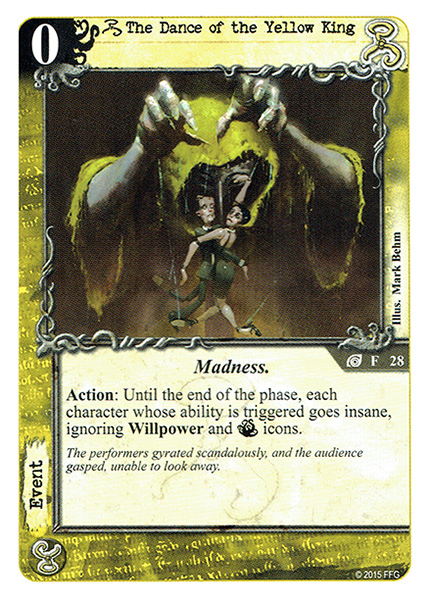 0
The Dance of the Yellow King
Illus. Mark Behm
F 28
Madness.
Action: Until the end of the phase, each
character whose ability is triggered goes insane,
ignoring Willpower and icons.
The performers gyrated scandalously, and the audience
gasped, unable to look away.
Event
© 2015 FFG